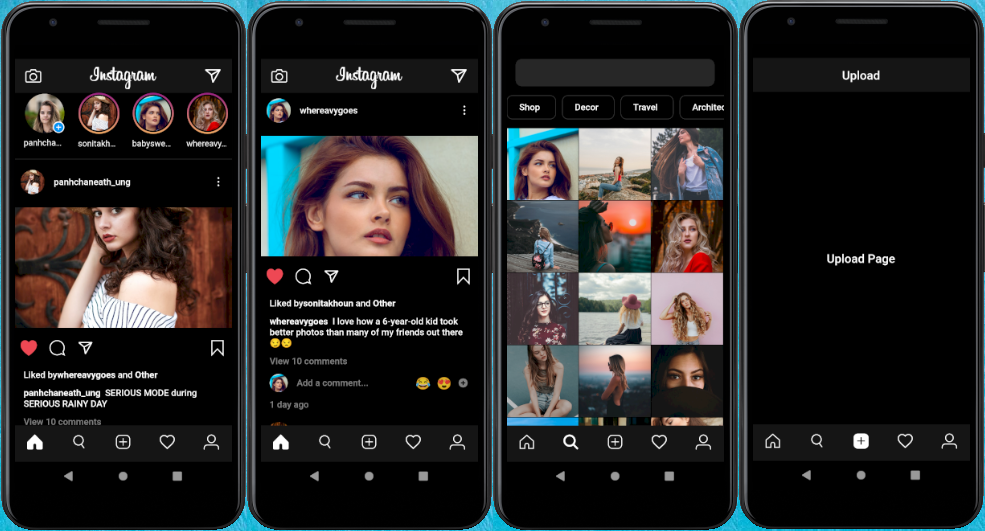 Instagram
panhcha...
sonitakh...
babyswe...
whereavy...
panhchaneath_ung
Liked bywhereavygoes and Other
panhchaneath_ung SERIOUS MODE during
SERIOUS RAINY DAY
View 10 comments
Instagram
whereavygoes
Liked bysonitakhoun and Other
whereavygoes I love how a 6-year-old kid took
better photos than many of my friends out there
😏😒
View 10 comments
Add a comment...
😂 😍
1 day ago
Shop
Decor
Travel
Architec
Upload
Upload Page